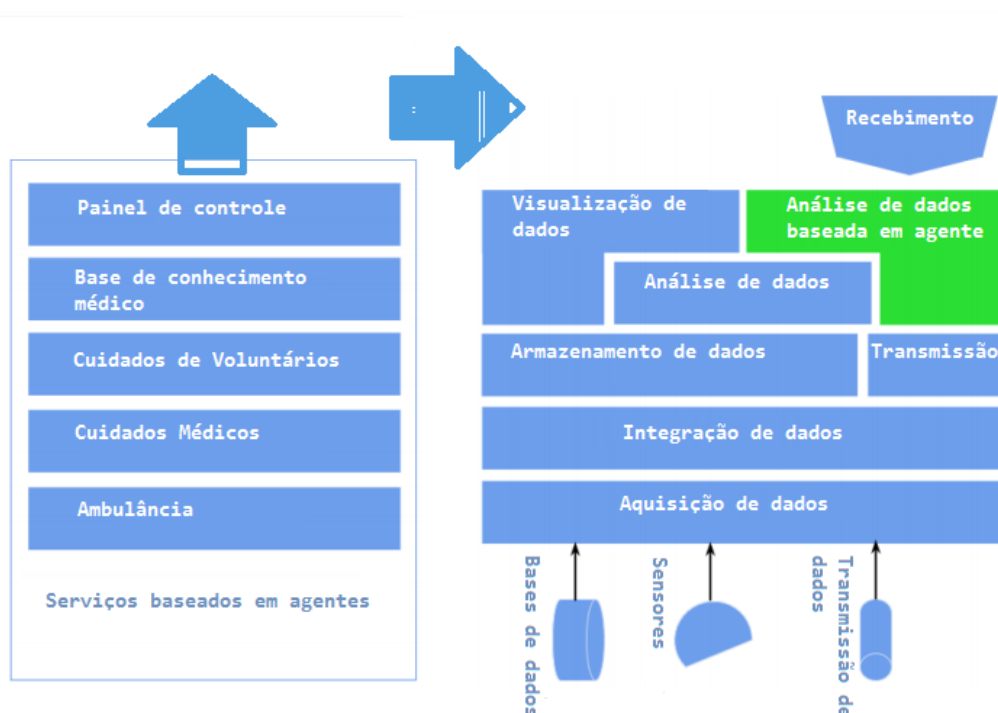 Painel de controle
Base de conhecimento
médico
Cuidados de Voluntários
Cuidados Médicos
Ambulância
Serviços baseados em agentes
Recebimento
Visualização de
dados
Análise de dados
baseada em agente
Análise de dados
Armazenamento de dados
Transmissão
Integração de dados
Aquisição de dados
Bases de dados
Sensores
Transmissão de
dados